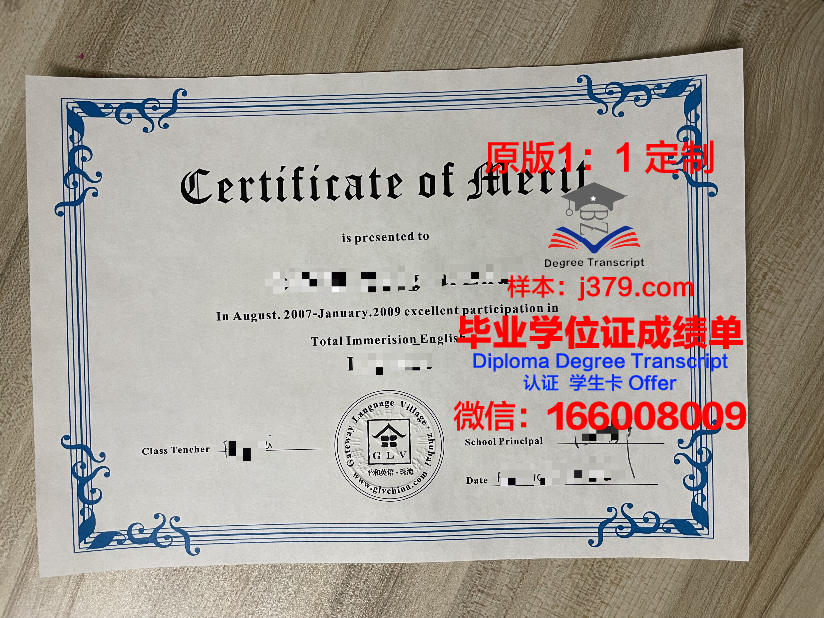 Certificate of Merit
原版1：1 定制
is presented to
Degree Transcript
样本：j379.com
In August. 2007-January.2009 excellent participation in
毕业学位证成绩单
Total Immerision English
Diploma Degree Transcript
认证 学生卡 Offer
微信：166008009
Gateway Language Village · zhuhai
GLV
www.glvchina.com
Class Tencher
School Principal
Date